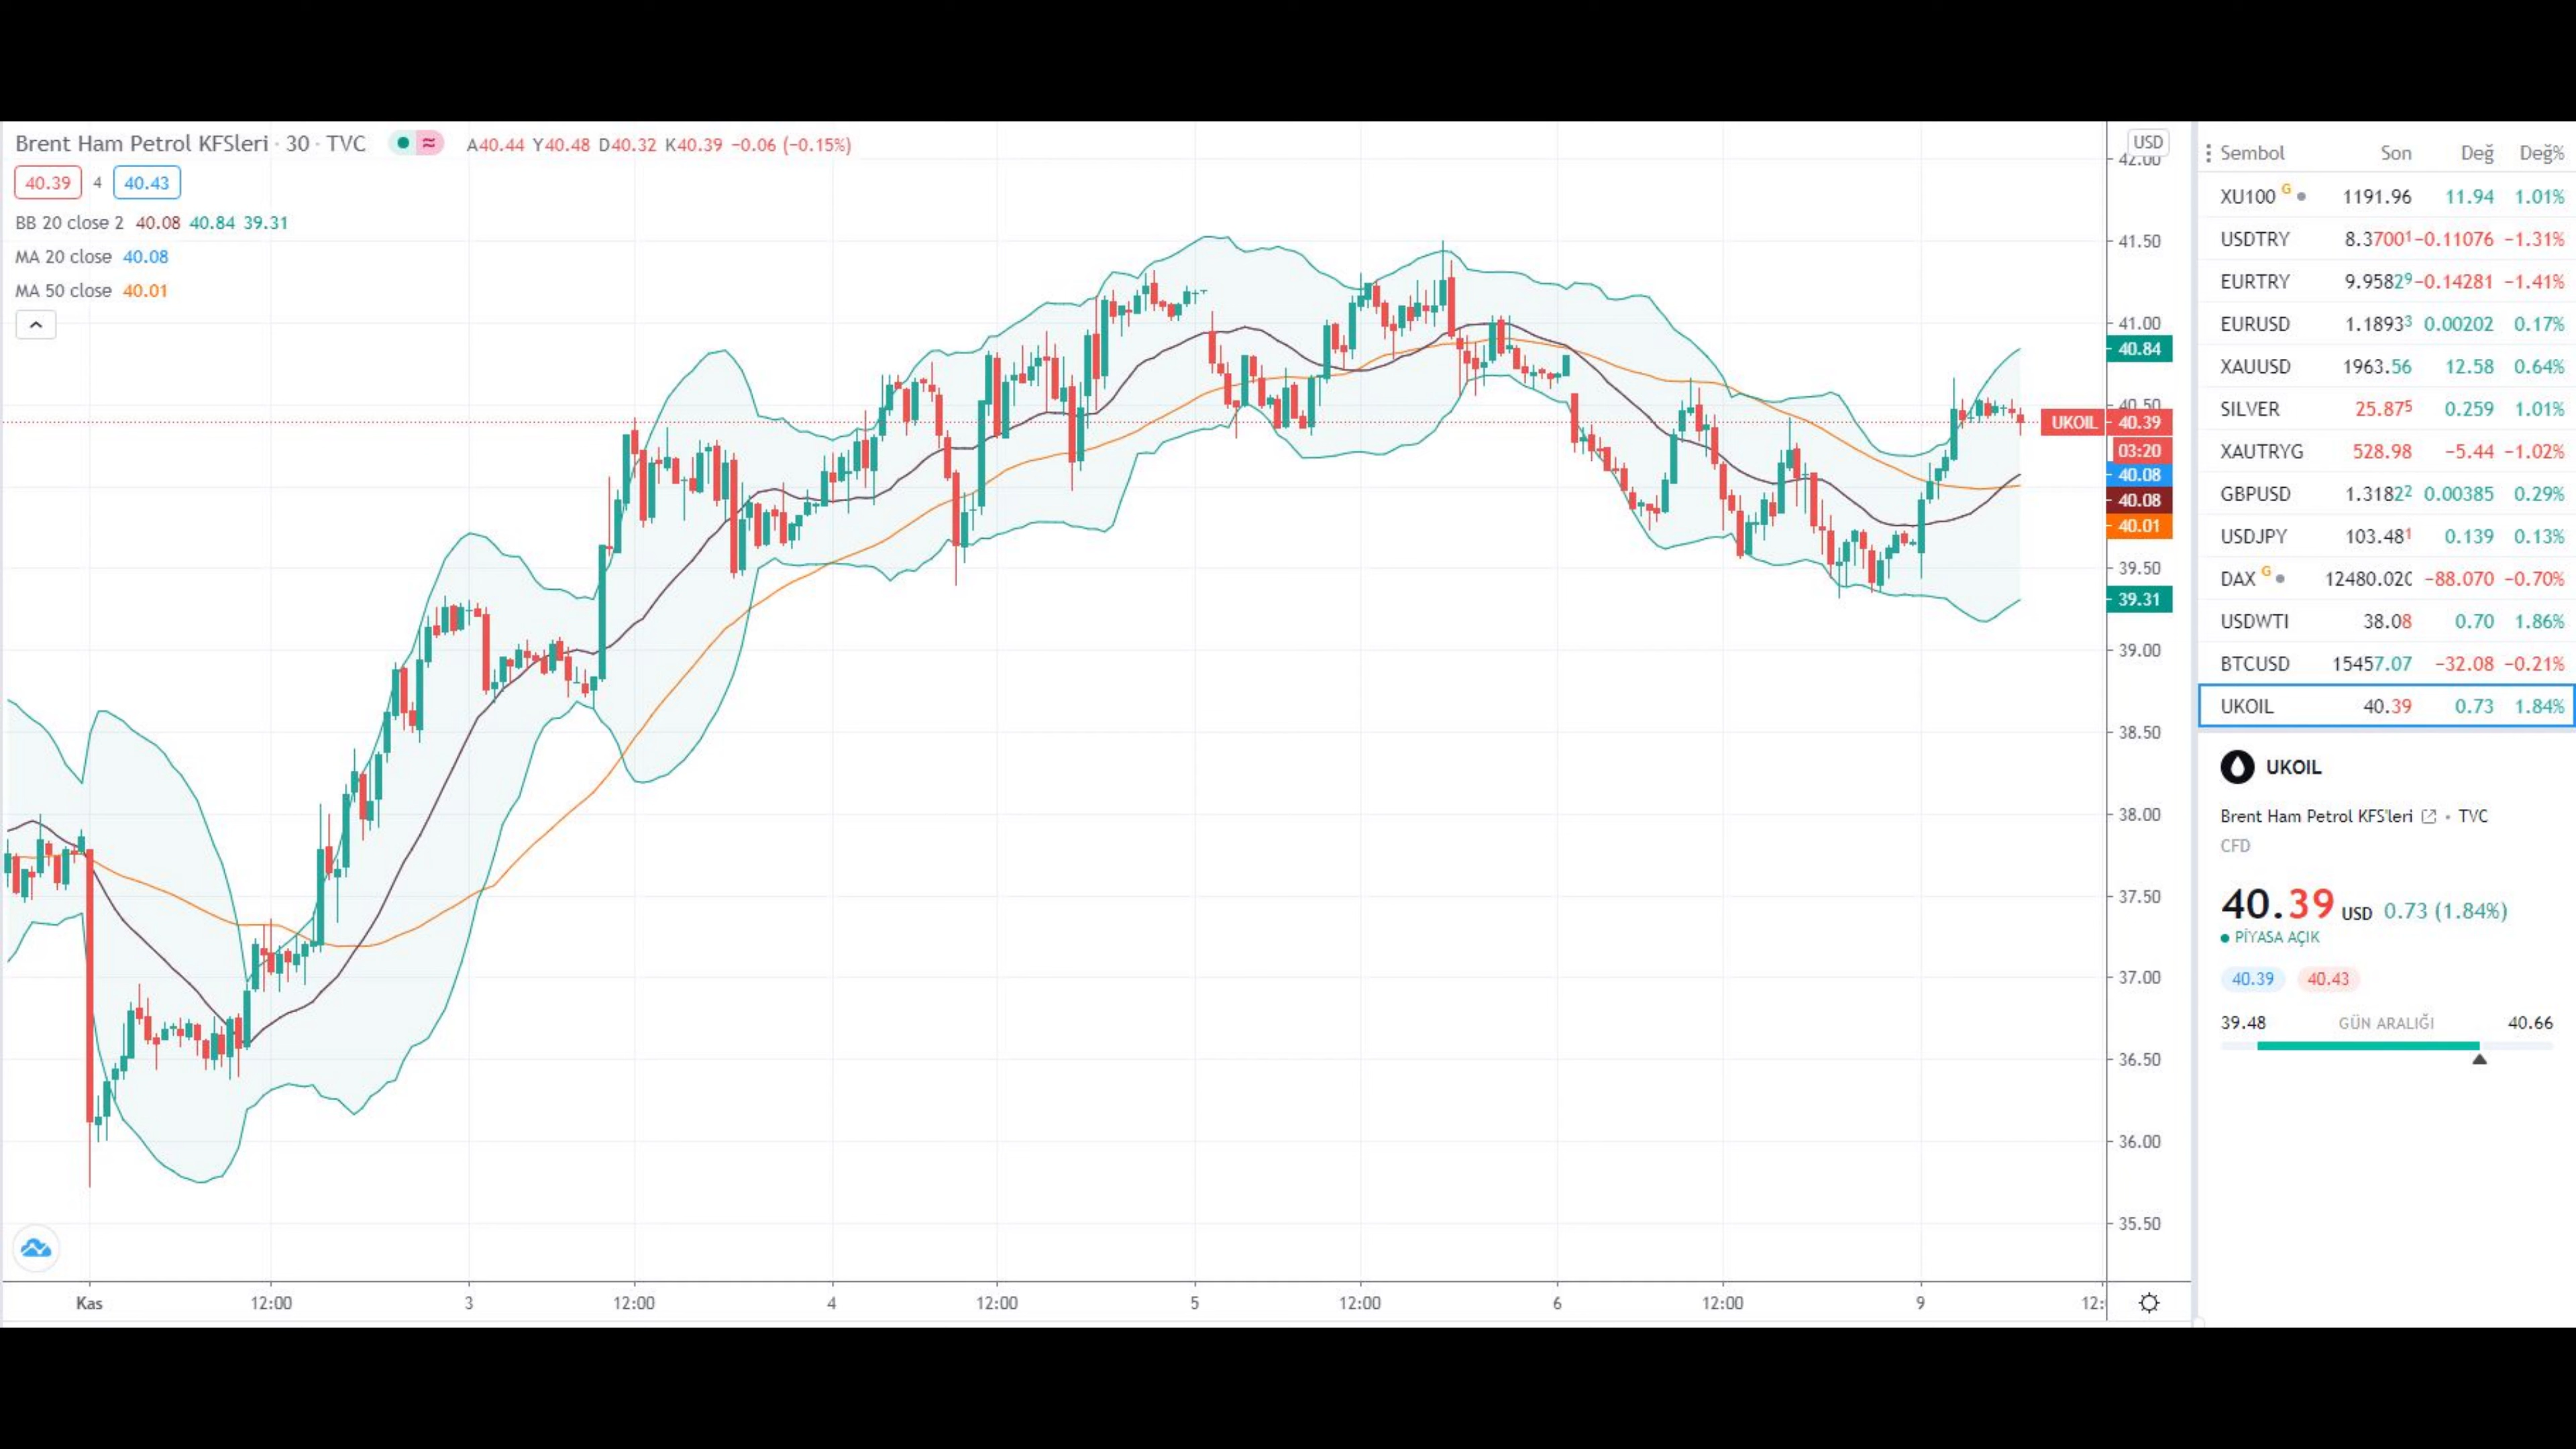 Brent Ham Petrol KFSleri · 30 · TVC A40.44 Y40.48 D40.32 K40.39 −0.06 (−0.15%)
40.39 4 40.43
BB 20 close 2 40.08 40.84 39.31
MA 20 close 40.08
MA 50 close 40.01
USD
42.00
41.50
41.00
40.84
40.50
UKOIL 40.39
03:20
40.08
40.08
40.01
39.50
39.31
39.00
38.50
38.00
37.50
37.00
36.50
36.00
35.50
Kas 12:00 3 12:00 4 12:00 5 12:00 6 12:00 9 12:
Sembol Son Değ Değ%
XU100 G 1191.96 11.94 1.01%
USDTRY 8.37001 −0.11076 −1.31%
EURTRY 9.95829 −0.14281 −1.41%
EURUSD 1.18933 0.00202 0.17%
XAUUSD 1963.56 12.58 0.64%
SILVER 25.875 0.259 1.01%
XAUTRYG 528.98 −5.44 −1.02%
GBPUSD 1.31822 0.00385 0.29%
USDJPY 103.481 0.139 0.13%
DAX G 12480.020 −88.070 −0.70%
USDWTI 38.08 0.70 1.86%
BTCUSD 15457.07 −32.08 −0.21%
UKOIL 40.39 0.73 1.84%
UKOIL
Brent Ham Petrol KFS'leri • TVC
CFD
40.39 USD 0.73 (1.84%)
PİYASA AÇIK
40.39 40.43
39.48 GÜN ARALIĞI 40.66